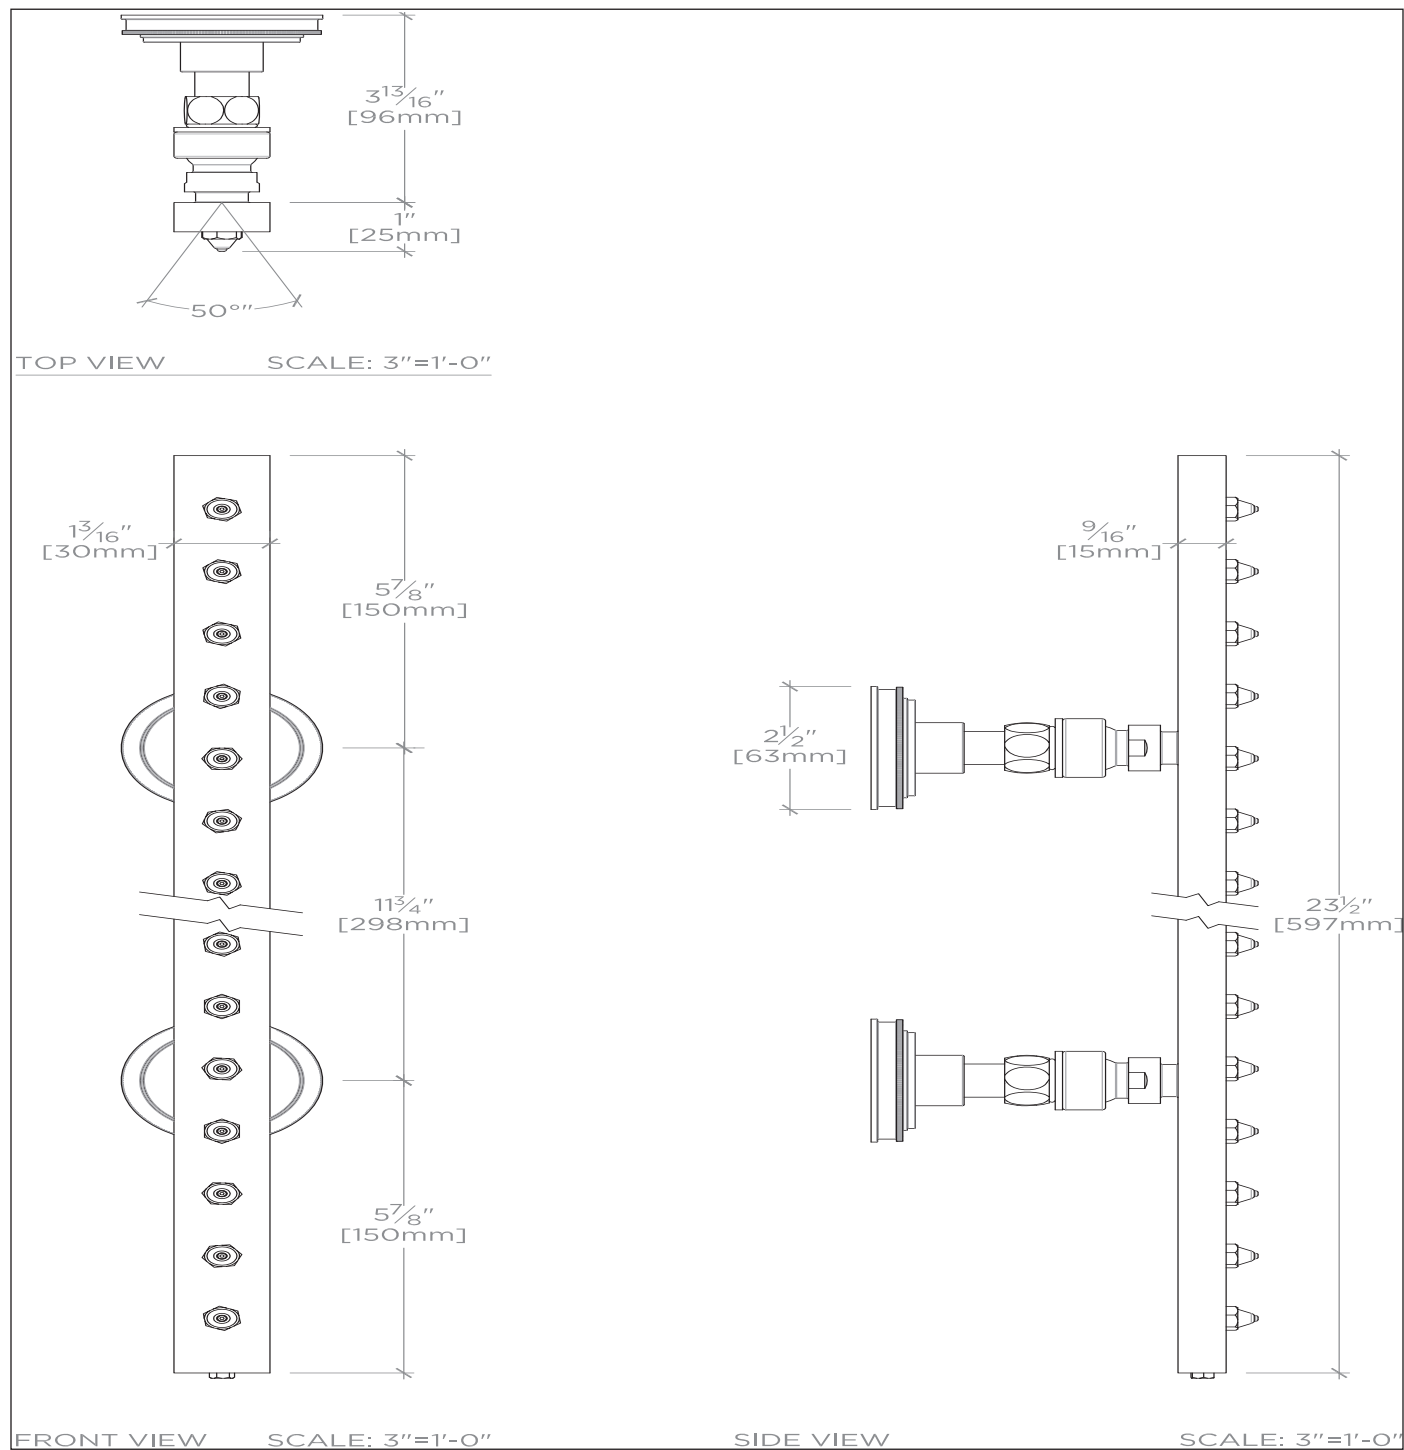 3 13/16"
[96mm]
1"
[25mm]
50°"
TOP VIEW SCALE: 3"=1'-0"
1 3/16"
[30mm]
5 7/8"
[150mm]
11 3/4"
[298mm]
5 7/8"
[150mm]
FRONT VIEW SCALE: 3"=1'-0"
9/16"
[15mm]
2 1/2"
[63mm]
23 1/2"
[597mm]
SIDE VIEW SCALE: 3"=1'-0"